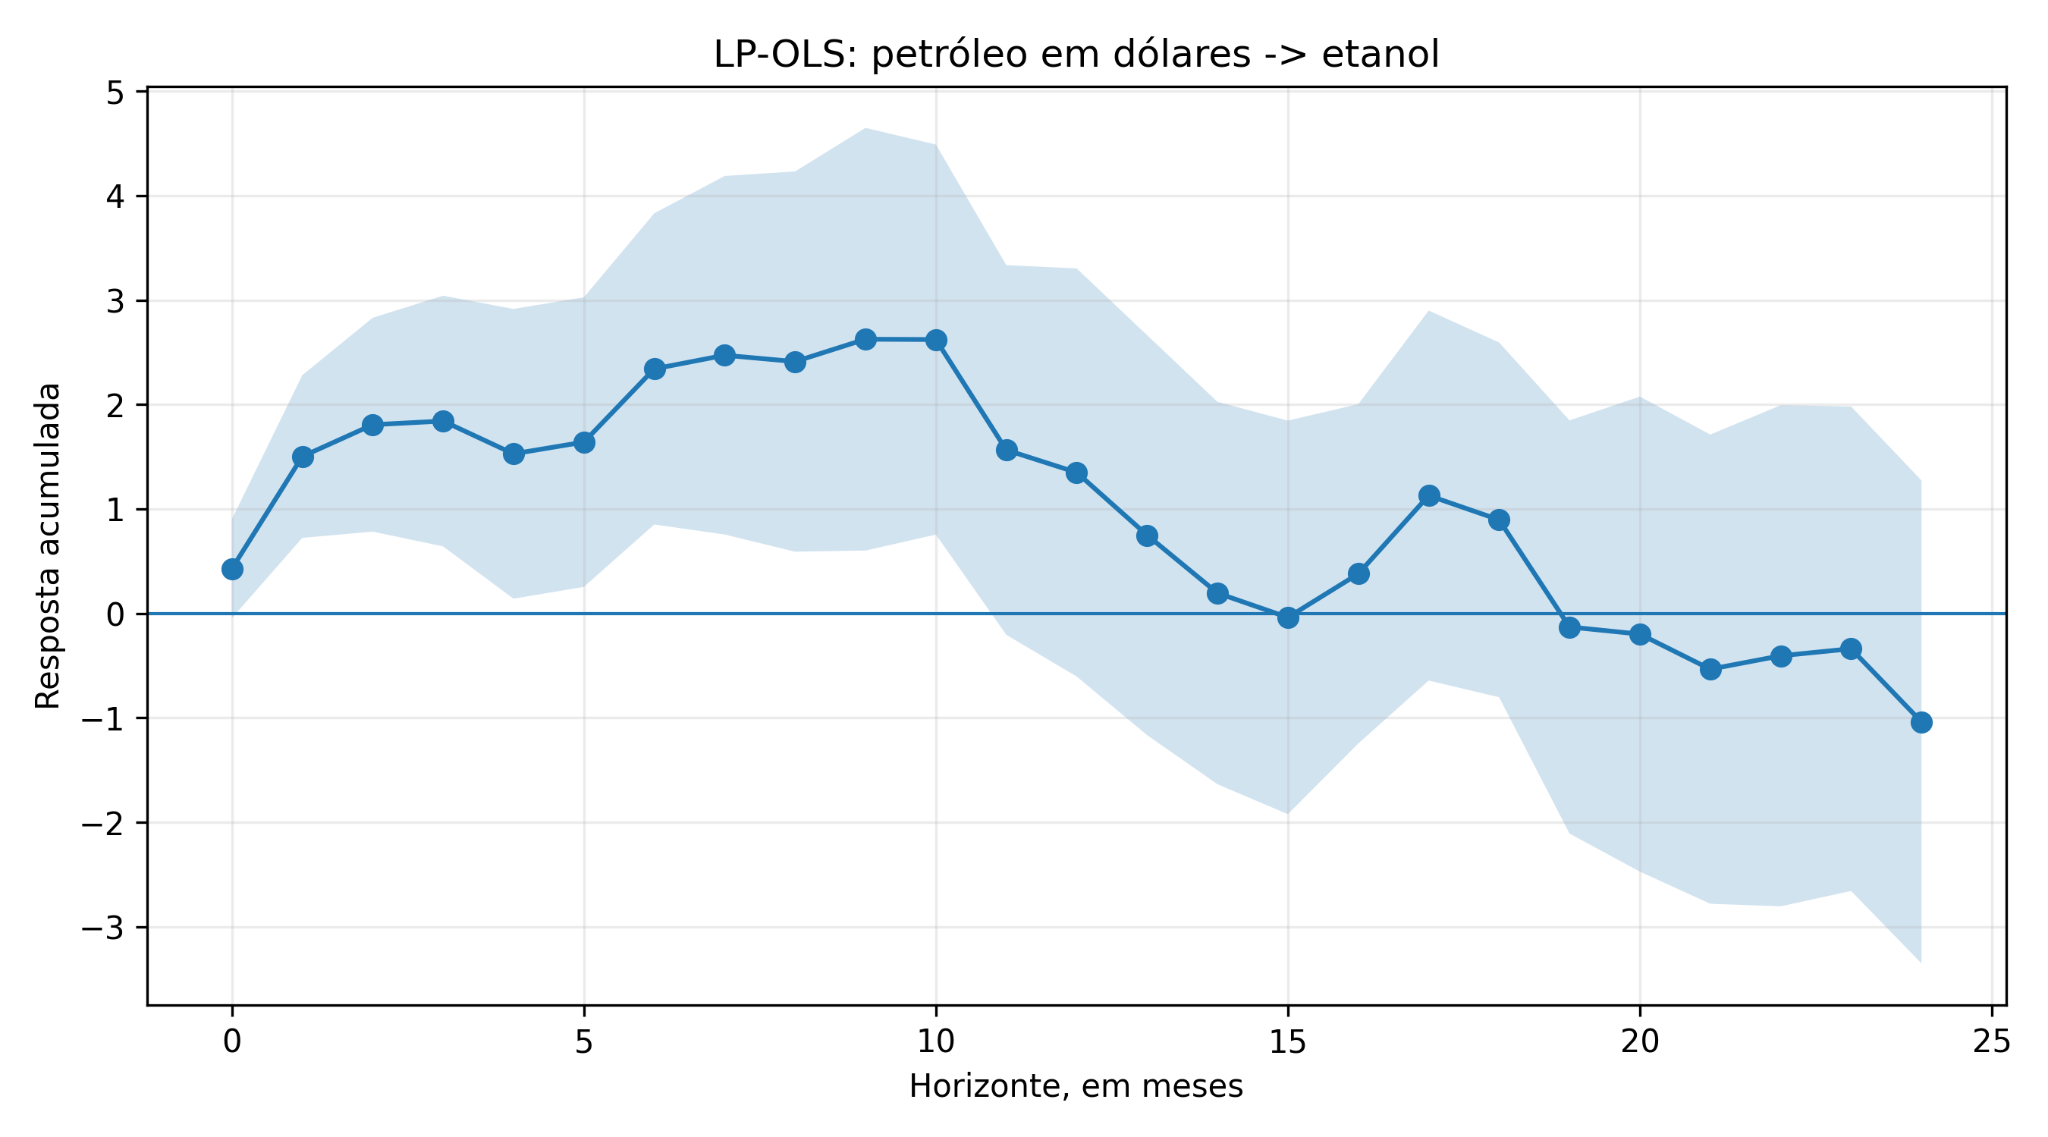 LP-OLS: petróleo em dólares -> etanol
Resposta acumulada
5
4
3
2
1
0
−1
−2
−3
0 5 10 15 20 25
Horizonte, em meses